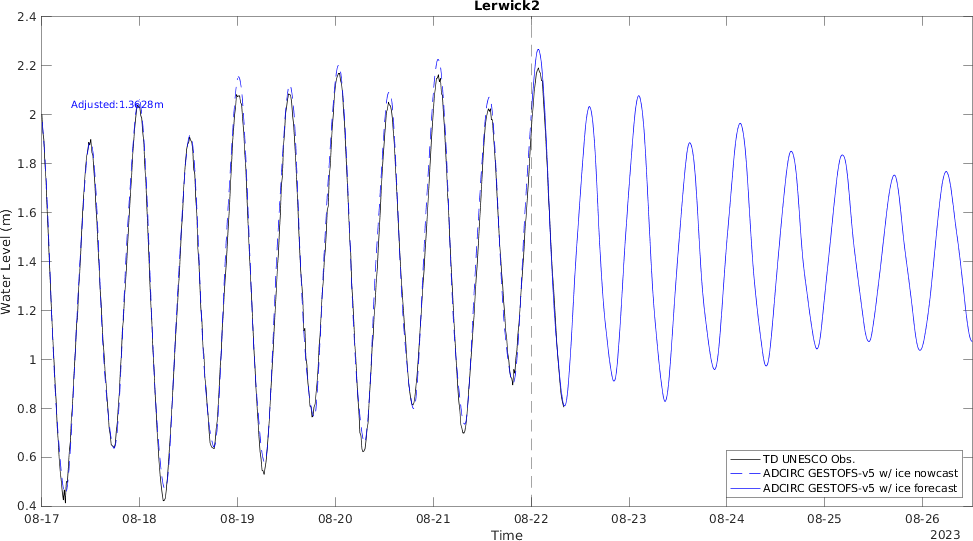 Lerwick2
2.4
2.2
2
1.8
1.6
1.4
1.2
1
0.8
0.6
0.4
Water Level (m)
Adjusted:1.3628m
TD UNESCO Obs.
ADCIRC GESTOFS-v5 w/ ice nowcast
ADCIRC GESTOFS-v5 w/ ice forecast
08-17 08-18 08-19 08-20 08-21 08-22 08-23 08-24 08-25 08-26
Time
2023